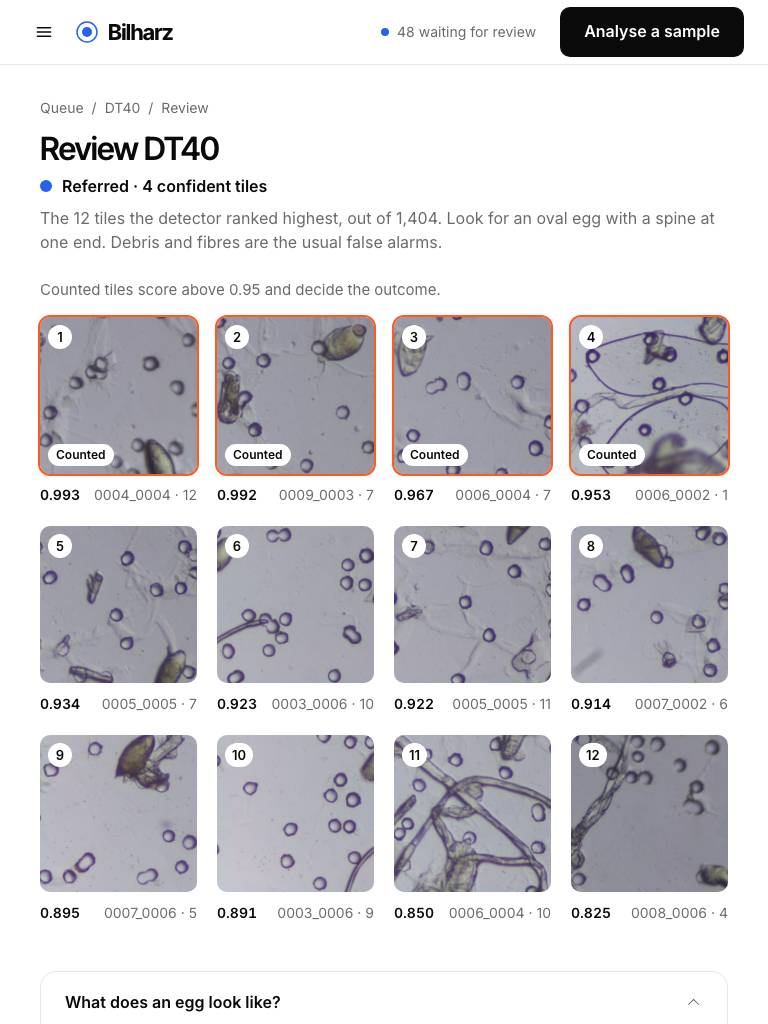 Bilharz
48 waiting for review
Analyse a sample
Queue / DT40 / Review
Review DT40
Referred · 4 confident tiles
The 12 tiles the detector ranked highest, out of 1,404. Look for an oval egg with a spine at
one end. Debris and fibres are the usual false alarms.
Counted tiles score above 0.95 and decide the outcome.
1
2
3
4
Counted
Counted
Counted
Counted
0.993 0004_0004 · 12
0.992 0009_0003 · 7
0.967 0006_0004 · 7
0.953 0006_0002 · 1
5
6
7
8
0.934 0005_0005 · 7
0.923 0003_0006 · 10
0.922 0005_0005 · 11
0.914 0007_0002 · 6
9
10
11
12
0.895 0007_0006 · 5
0.891 0003_0006 · 9
0.850 0006_0004 · 10
0.825 0008_0006 · 4
What does an egg look like?